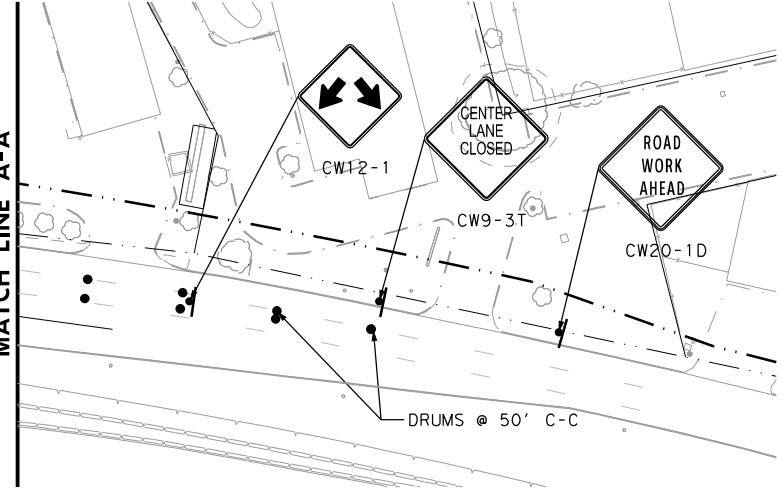 MATCH LINE A-A
CW12-1
CENTER
LANE
CLOSED
CW9-3T
ROAD
WORK
AHEAD
CW20-1D
DRUMS @ 50' C-C